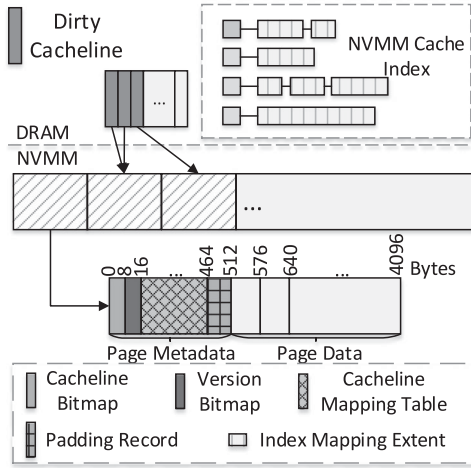 Dirty
Cacheline
NVMM Cache
Index
...
DRAM
NVMM
...
0 8 16 ... 464 512 576 640 ... 4096 Bytes
Page Metadata Page Data
Cacheline
Bitmap
Version
Bitmap
Cacheline
Mapping Table
Padding Record
Index Mapping Extent